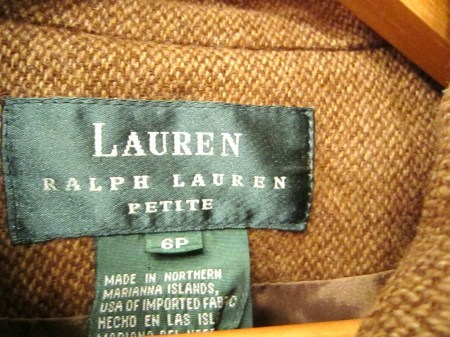 LAUREN
RALPH LAUREN
PETITE
6P
MADE IN NORTHERN
MARIANNA ISLANDS,
USA OF IMPORTED FABRIC
HECHO EN LAS ISL